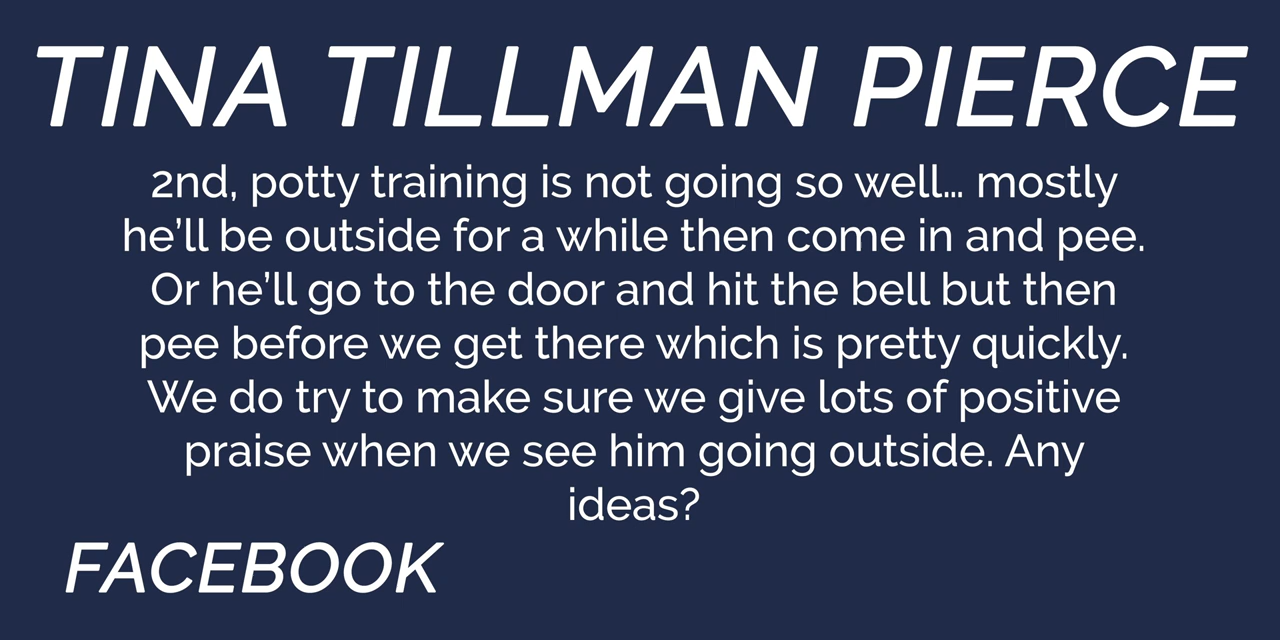 TINA TILLMAN PIERCE
2nd, potty training is not going so well... mostly
he’ll be outside for a while then come in and pee.
Or he’ll go to the door and hit the bell but then
pee before we get there which is pretty quickly.
We do try to make sure we give lots of positive
praise when we see him going outside. Any
ideas?
FACEBOOK